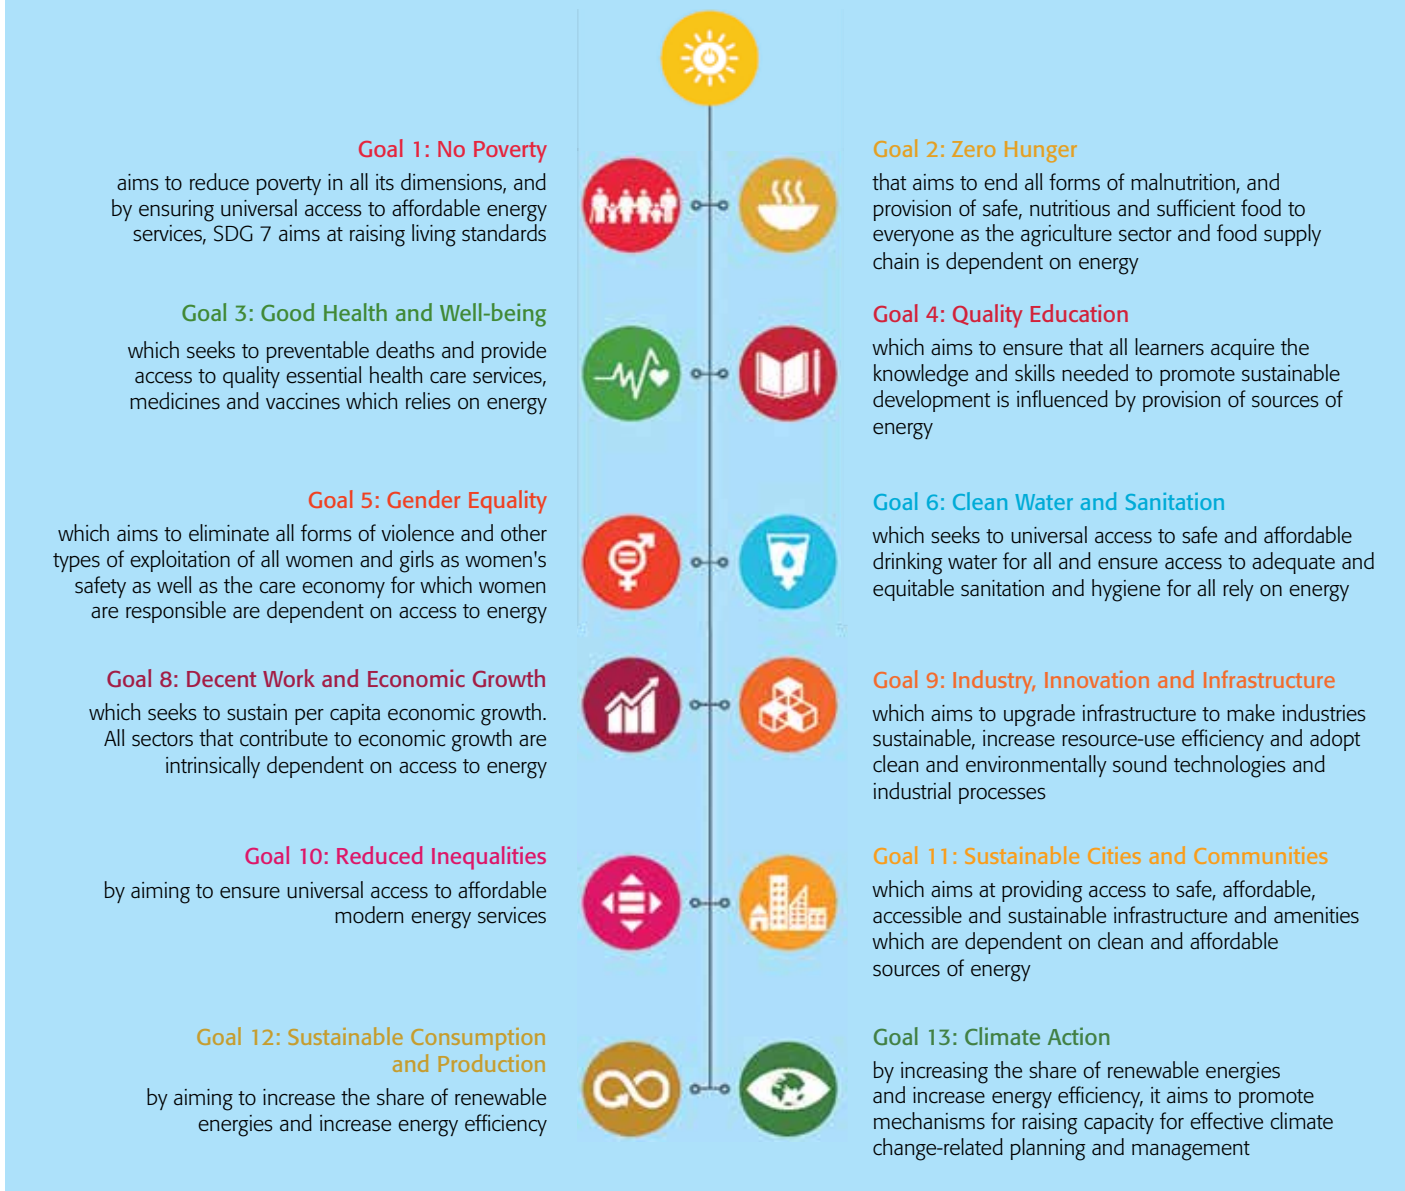 Goal 1: No Poverty
aims to reduce poverty in all its dimensions, and
by ensuring universal access to affordable energy
services, SDG 7 aims at raising living standards
Goal 2: Zero Hunger
that aims to end all forms of malnutrition, and
provision of safe, nutritious and sufficient food to
everyone as the agriculture sector and food supply
chain is dependent on energy
Goal 3: Good Health and Well-being
which seeks to preventable deaths and provide
access to quality essential health care services,
medicines and vaccines which relies on energy
Goal 4: Quality Education
which aims to ensure that all learners acquire the
knowledge and skills needed to promote sustainable
development is influenced by provision of sources of
energy
Goal 5: Gender Equality
which aims to eliminate all forms of violence and other
types of exploitation of all women and girls as women's
safety as well as the care economy for which women
are responsible are dependent on access to energy
Goal 6: Clean Water and Sanitation
which seeks to universal access to safe and affordable
drinking water for all and ensure access to adequate and
equitable sanitation and hygiene for all rely on energy
Goal 8: Decent Work and Economic Growth
which seeks to sustain per capita economic growth.
All sectors that contribute to economic growth are
intrinsically dependent on access to energy
Goal 9: Industry, Innovation and Infrastructure
which aims to upgrade infrastructure to make industries
sustainable, increase resource-use efficiency and adopt
clean and environmentally sound technologies and
industrial processes
Goal 10: Reduced Inequalities
by aiming to ensure universal access to affordable
modern energy services
Goal 11: Sustainable Cities and Communities
which aims at providing access to safe, affordable,
accessible and sustainable infrastructure and amenities
which are dependent on clean and affordable
sources of energy
Goal 12: Sustainable Consumption
and Production
by aiming to increase the share of renewable
energies and increase energy efficiency
Goal 13: Climate Action
by increasing the share of renewable energies
and increase energy efficiency, it aims to promote
mechanisms for raising capacity for effective climate
change-related planning and management